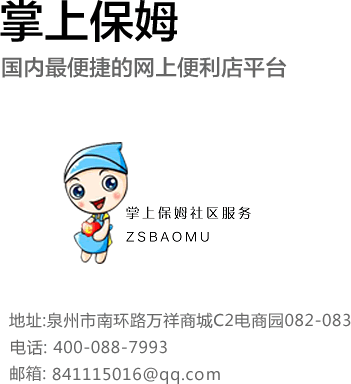 掌上保姆
国内最便捷的网上便利店平台
掌上保姆社区服务
ZSBAOMU
地址:泉州市南环路万祥商城C2电商园082-083
电话: 400-088-7993
邮箱: 841115016@qq.com